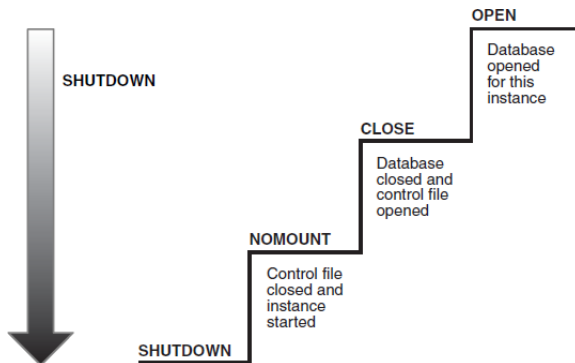 OPEN
Database
opened
for this
instance
SHUTDOWN
CLOSE
Database
closed and
control file
opened
NOMOUNT
Control file
closed and
instance
started
SHUTDOWN